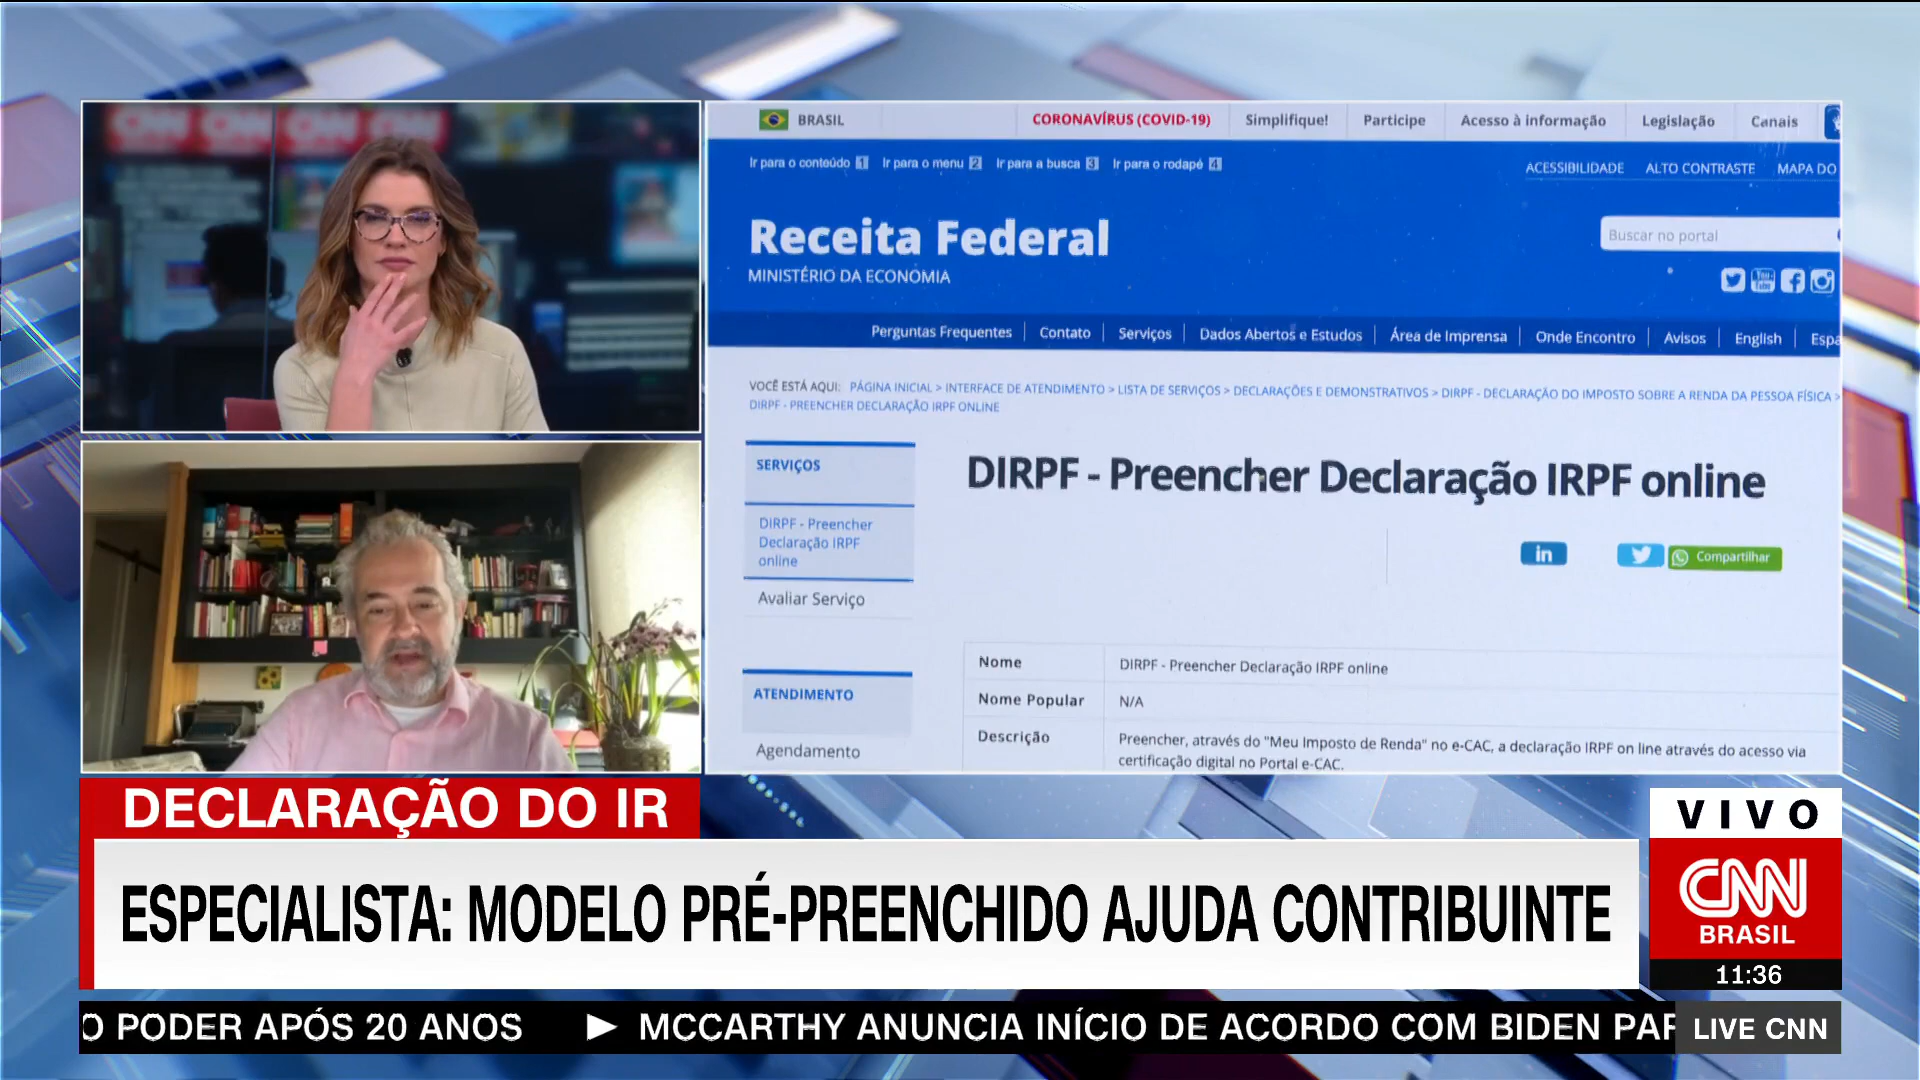 CNN CNN CNN CNN
BRASIL
CORONAVÍRUS (COVID-19)
Simplifique!
Participe
Acesso à informação
Legislação
Canais
Ir para o conteúdo 1 Ir para o menu 2 Ir para a busca 3 Ir para o rodapé 4
ACESSIBILIDADE ALTO CONTRASTE MAPA DO
Receita Federal
MINISTÉRIO DA ECONOMIA
Buscar no portal
Perguntas Frequentes Contato Serviços Dados Abertos e Estudos Área de Imprensa Onde Encontro Avisos English Espa
VOCÊ ESTÁ AQUI: PÁGINA INICIAL > INTERFACE DE ATENDIMENTO > LISTA DE SERVIÇOS > DECLARAÇÕES E DEMONSTRATIVOS > DIRPF - DECLARAÇÃO DO IMPOSTO SOBRE A RENDA DA PESSOA FÍSICA >
DIRPF - PREENCHER DECLARAÇÃO IRPF ONLINE
SERVIÇOS
DIRPF - Preencher
Declaração IRPF
online
Avaliar Serviço
ATENDIMENTO
Agendamento
DIRPF - Preencher Declaração IRPF online
in
Compartilhar
Nome DIRPF - Preencher Declaração IRPF online
Nome Popular N/A
Descrição Preencher, através do "Meu Imposto de Renda" no e-CAC, a declaração IRPF on line através do acesso via
certificação digital no Portal e-CAC.
DECLARAÇÃO DO IR
ESPECIALISTA: MODELO PRÉ-PREENCHIDO AJUDA CONTRIBUINTE
VIVO
CNN
BRASIL
11:36
O PODER APÓS 20 ANOS ▶ MCCARTHY ANUNCIA INÍCIO DE ACORDO COM BIDEN PAR
LIVE CNN